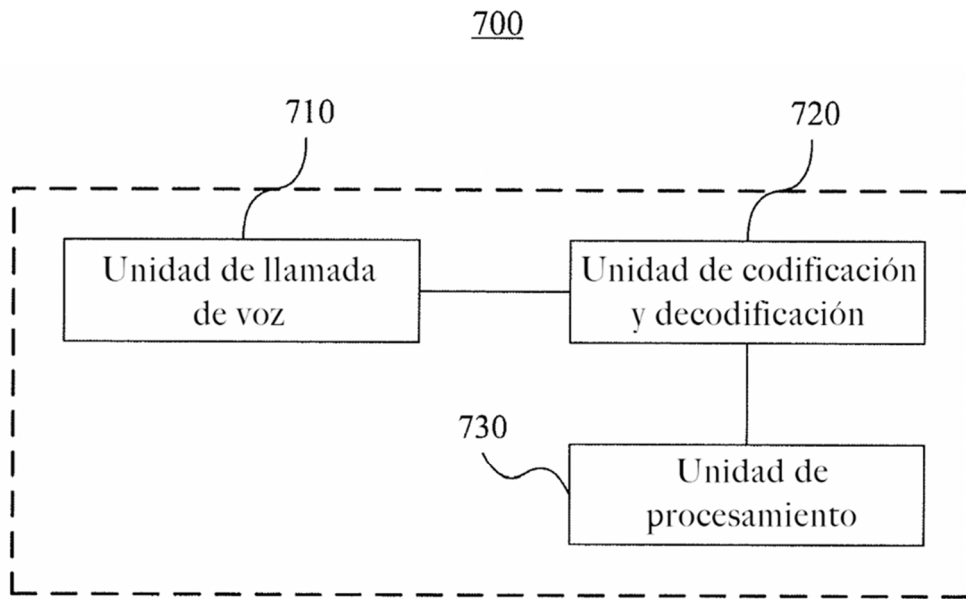 700
710
720
Unidad de llamada
de voz
Unidad de codificación
y decodificación
730
Unidad de
procesamiento